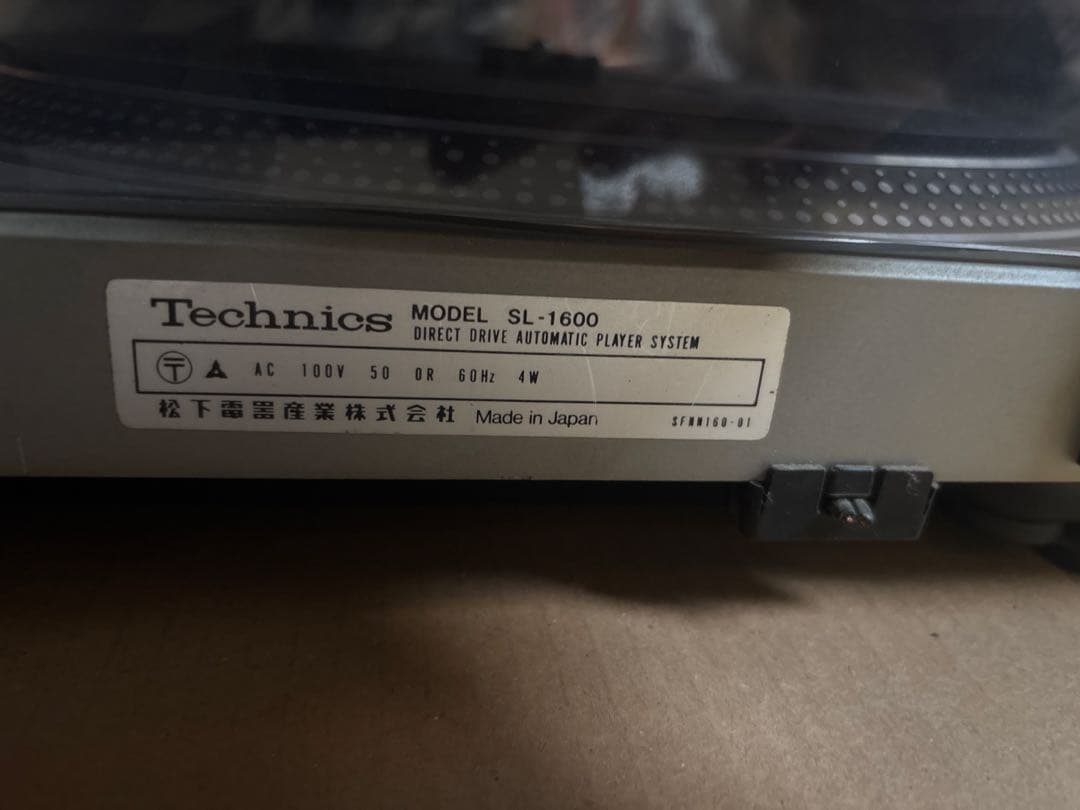 Technics MODEL SL-1600
DIRECT DRIVE AUTOMATIC PLAYER SYSTEM
〒 AC 100V 50 OR 60Hz 4W
松下電器産業株式会社 Made in Japan SFNN160-01